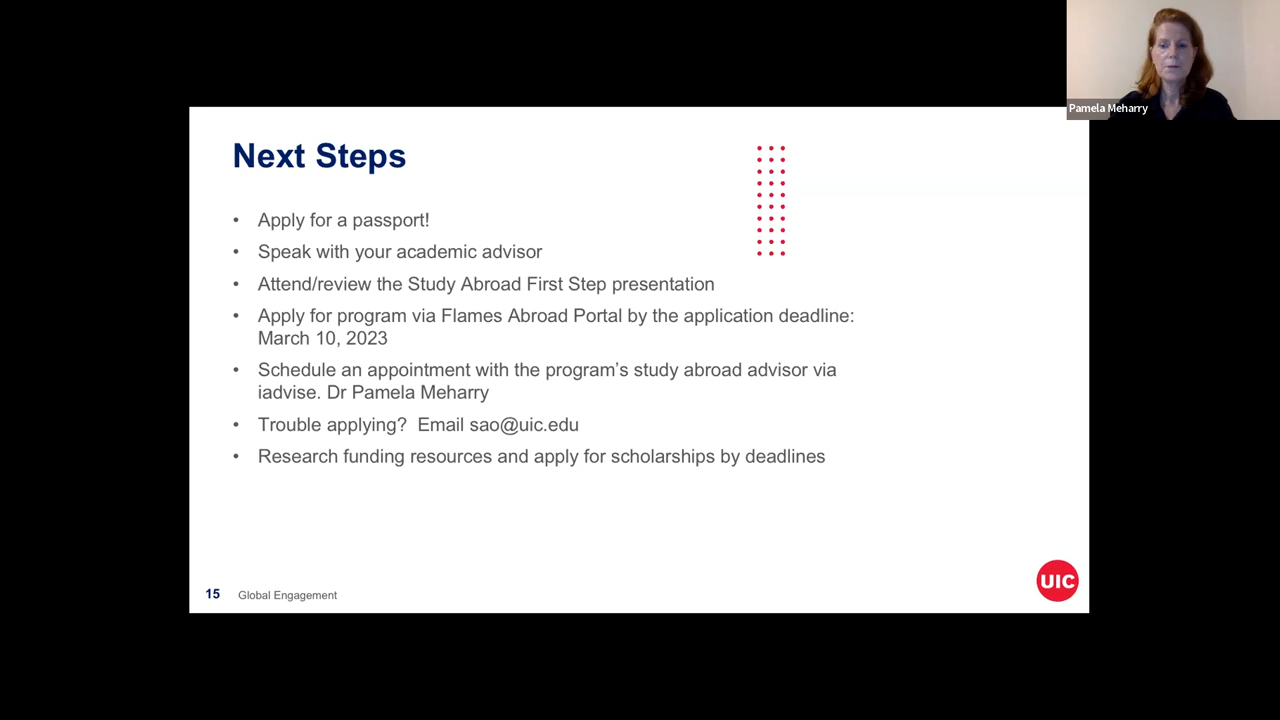 Pamela Meharry
Next Steps
• Apply for a passport!
• Speak with your academic advisor
• Attend/review the Study Abroad First Step presentation
• Apply for program via Flames Abroad Portal by the application deadline:
March 10, 2023
• Schedule an appointment with the program’s study abroad advisor via
iadvise. Dr Pamela Meharry
• Trouble applying?  Email sao@uic.edu
• Research funding resources and apply for scholarships by deadlines
15 Global Engagement
UIC